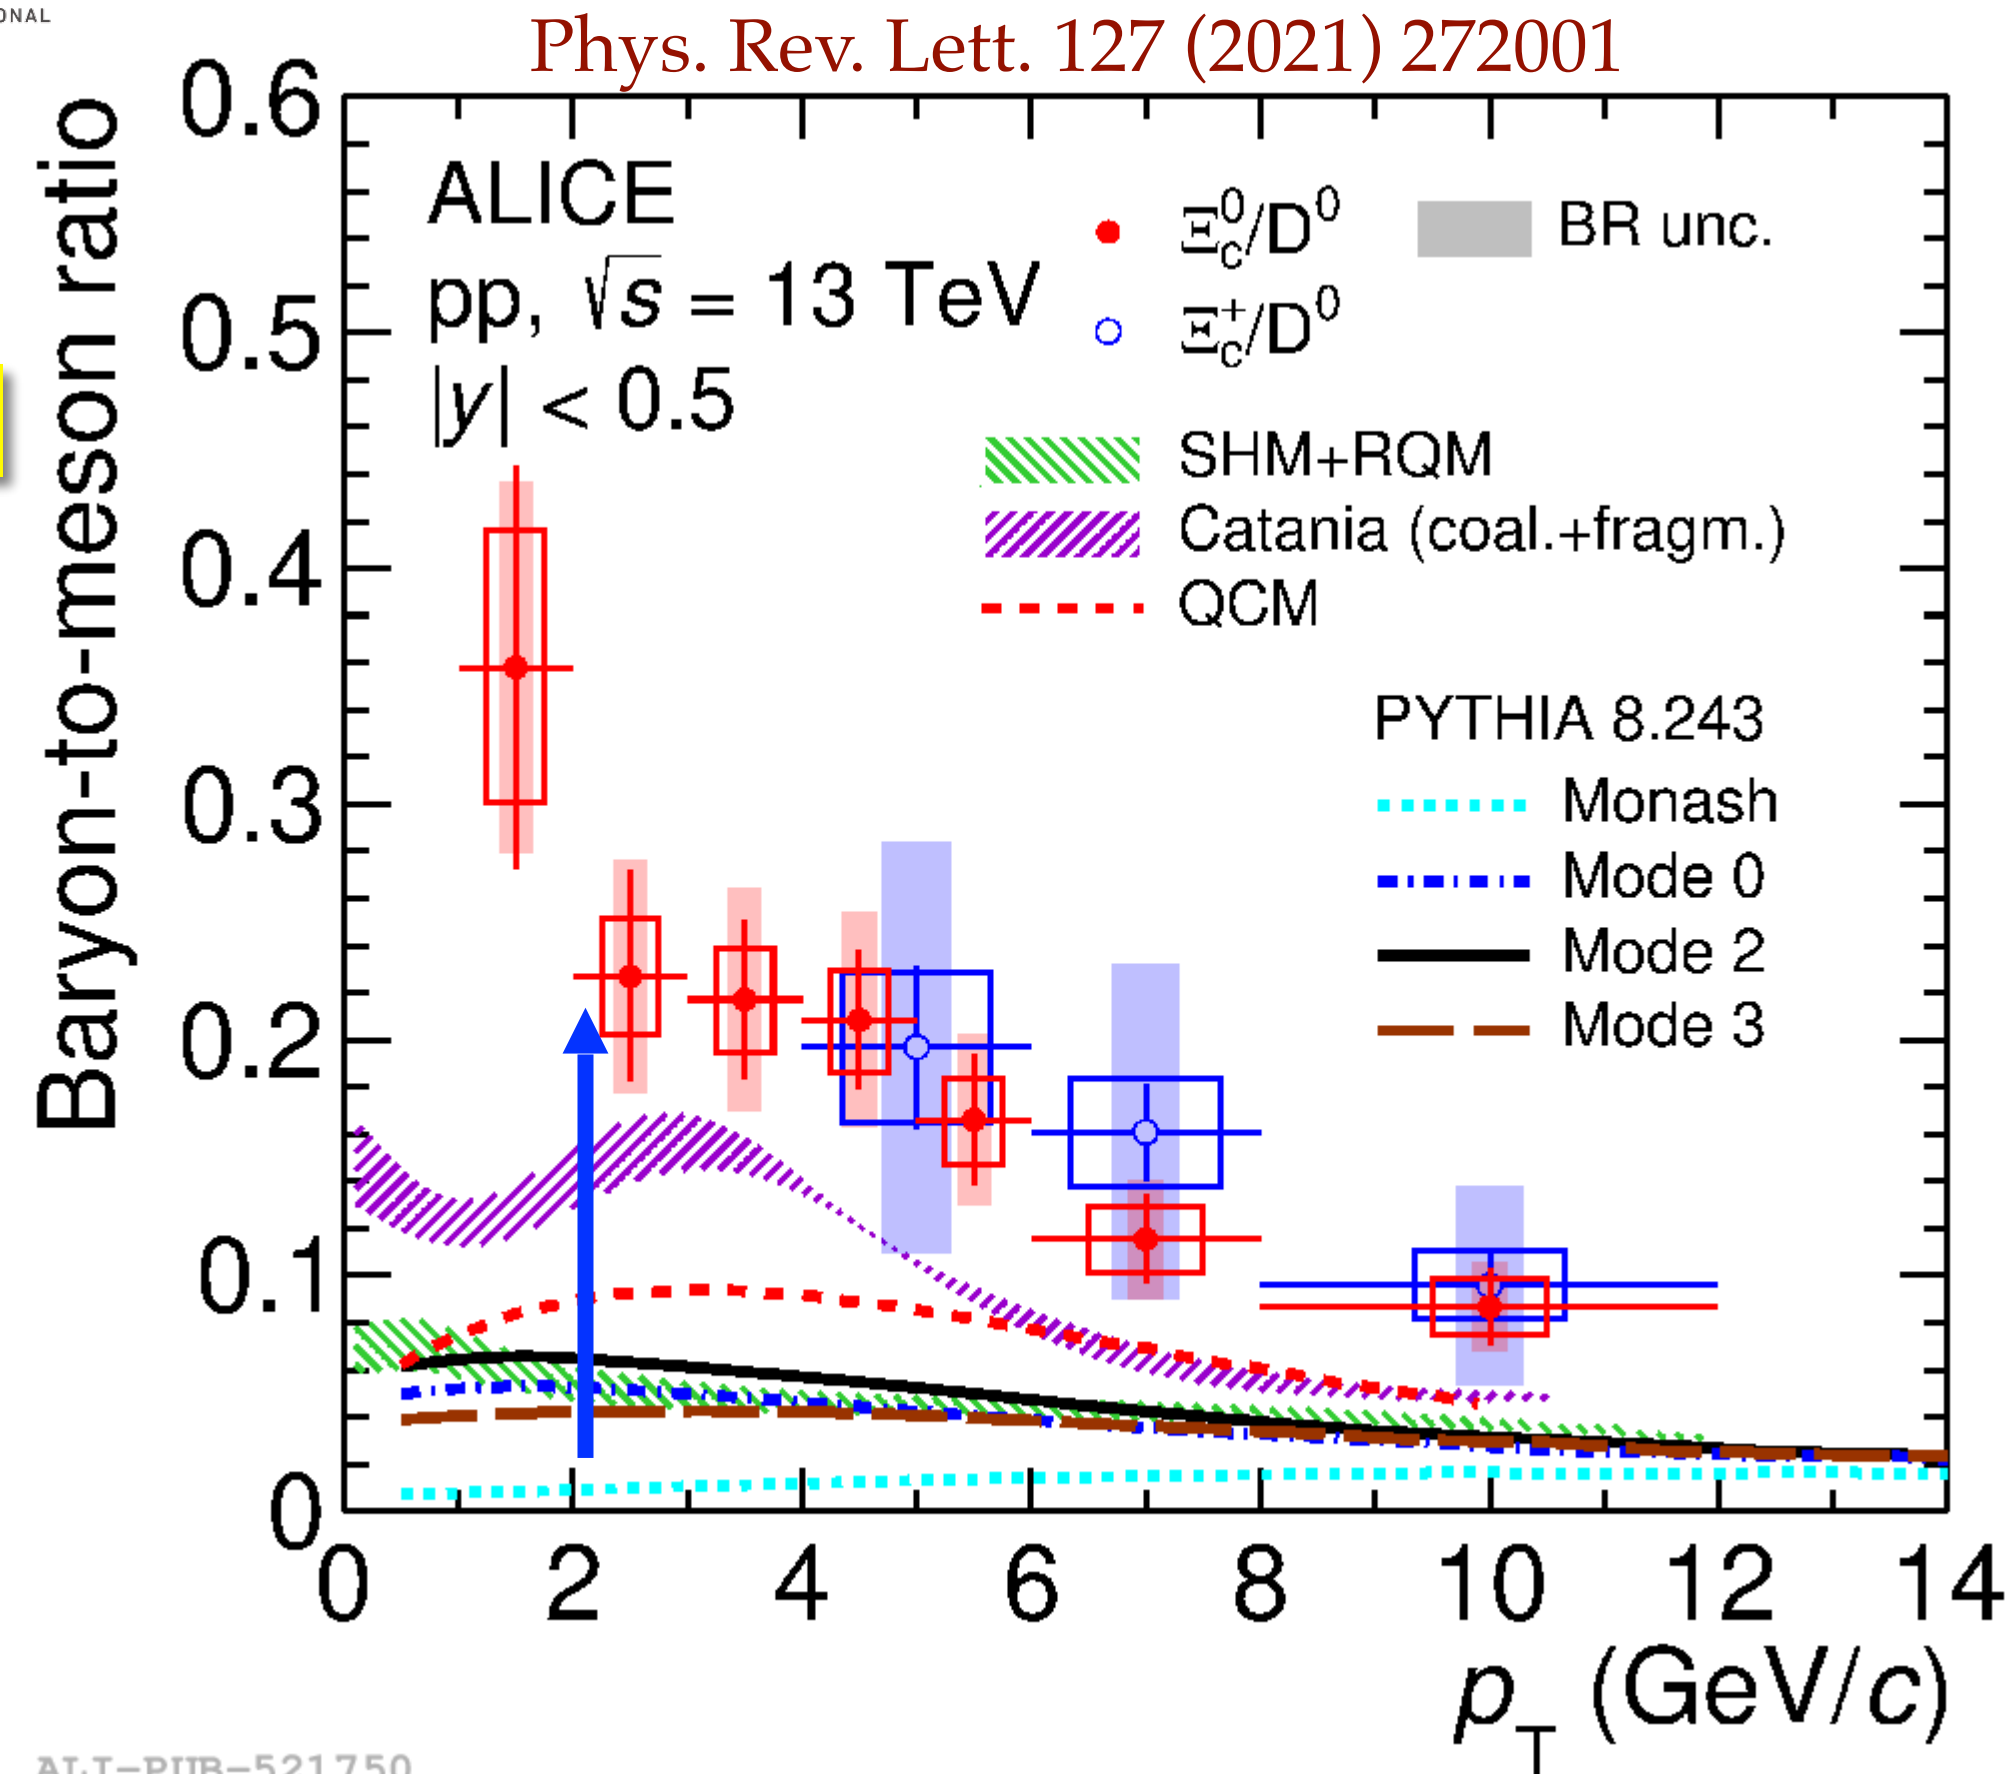 Phys. Rev. Lett. 127 (2021) 272001
Baryon-to-meson ratio
0.6
0.5
0.4
0.3
0.2
0.1
0
ALICE
pp, √s = 13 TeV
|y| < 0.5
Ξc0/D0
BR unc.
Ξc+/D0
SHM+RQM
Catania (coal.+fragm.)
QCM
PYTHIA 8.243
Monash
Mode 0
Mode 2
Mode 3
0 2 4 6 8 10 12 14
pT (GeV/c)
ALI-PUB-521750